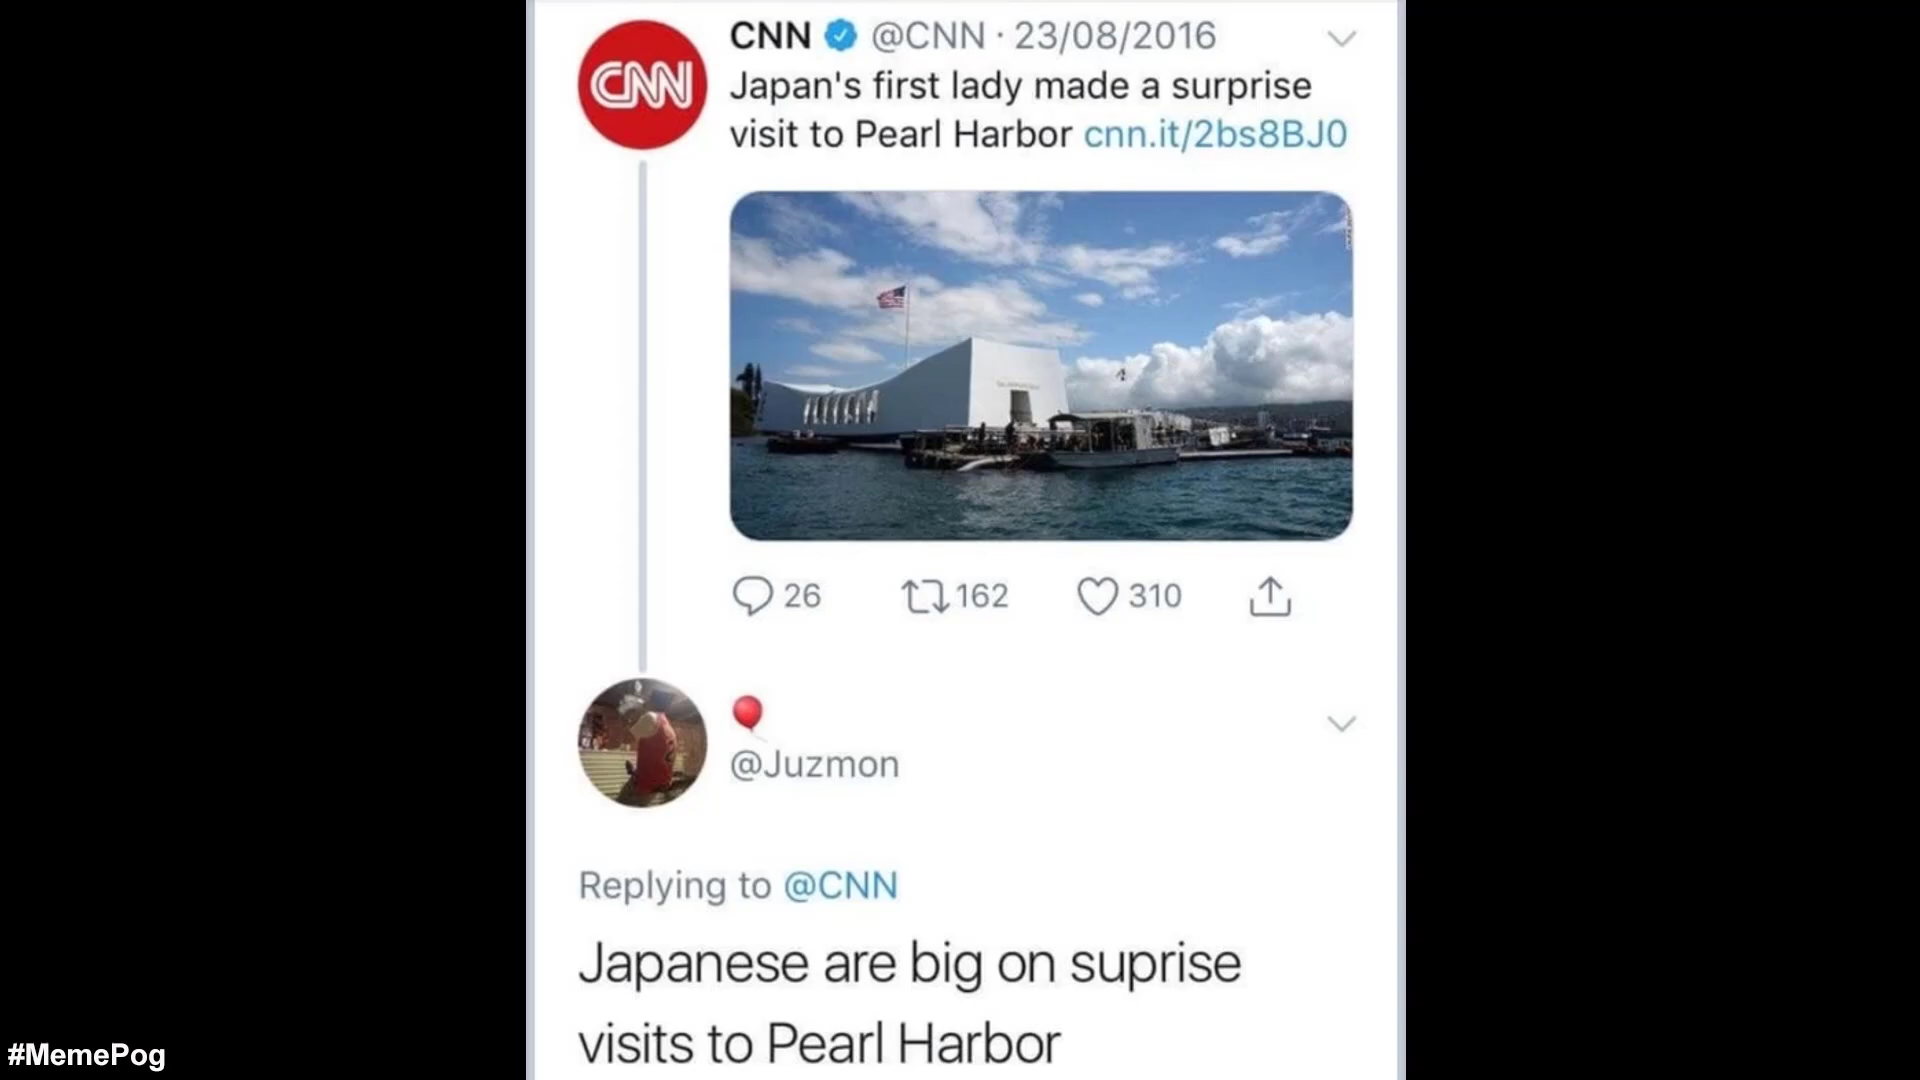 CNN @CNN · 23/08/2016
CNN
Japan's first lady made a surprise
visit to Pearl Harbor cnn.it/2bs8BJ0
26 162 310
@Juzmon
Replying to @CNN
Japanese are big on suprise
visits to Pearl Harbor
#MemePog